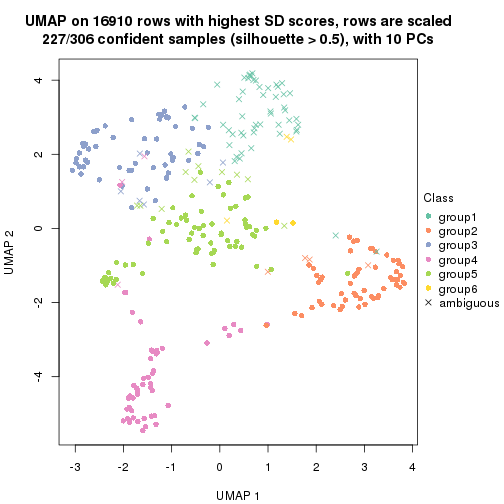 UMAP on 16910 rows with highest SD scores, rows are scaled
227/306 confident samples (silhouette > 0.5), with 10 PCs
4
2
0
-2
-4
UMAP 2
-3
-2
-1
0
1
2
3
4
UMAP 1
Class
group1
group2
group3
group4
group5
group6
ambiguous